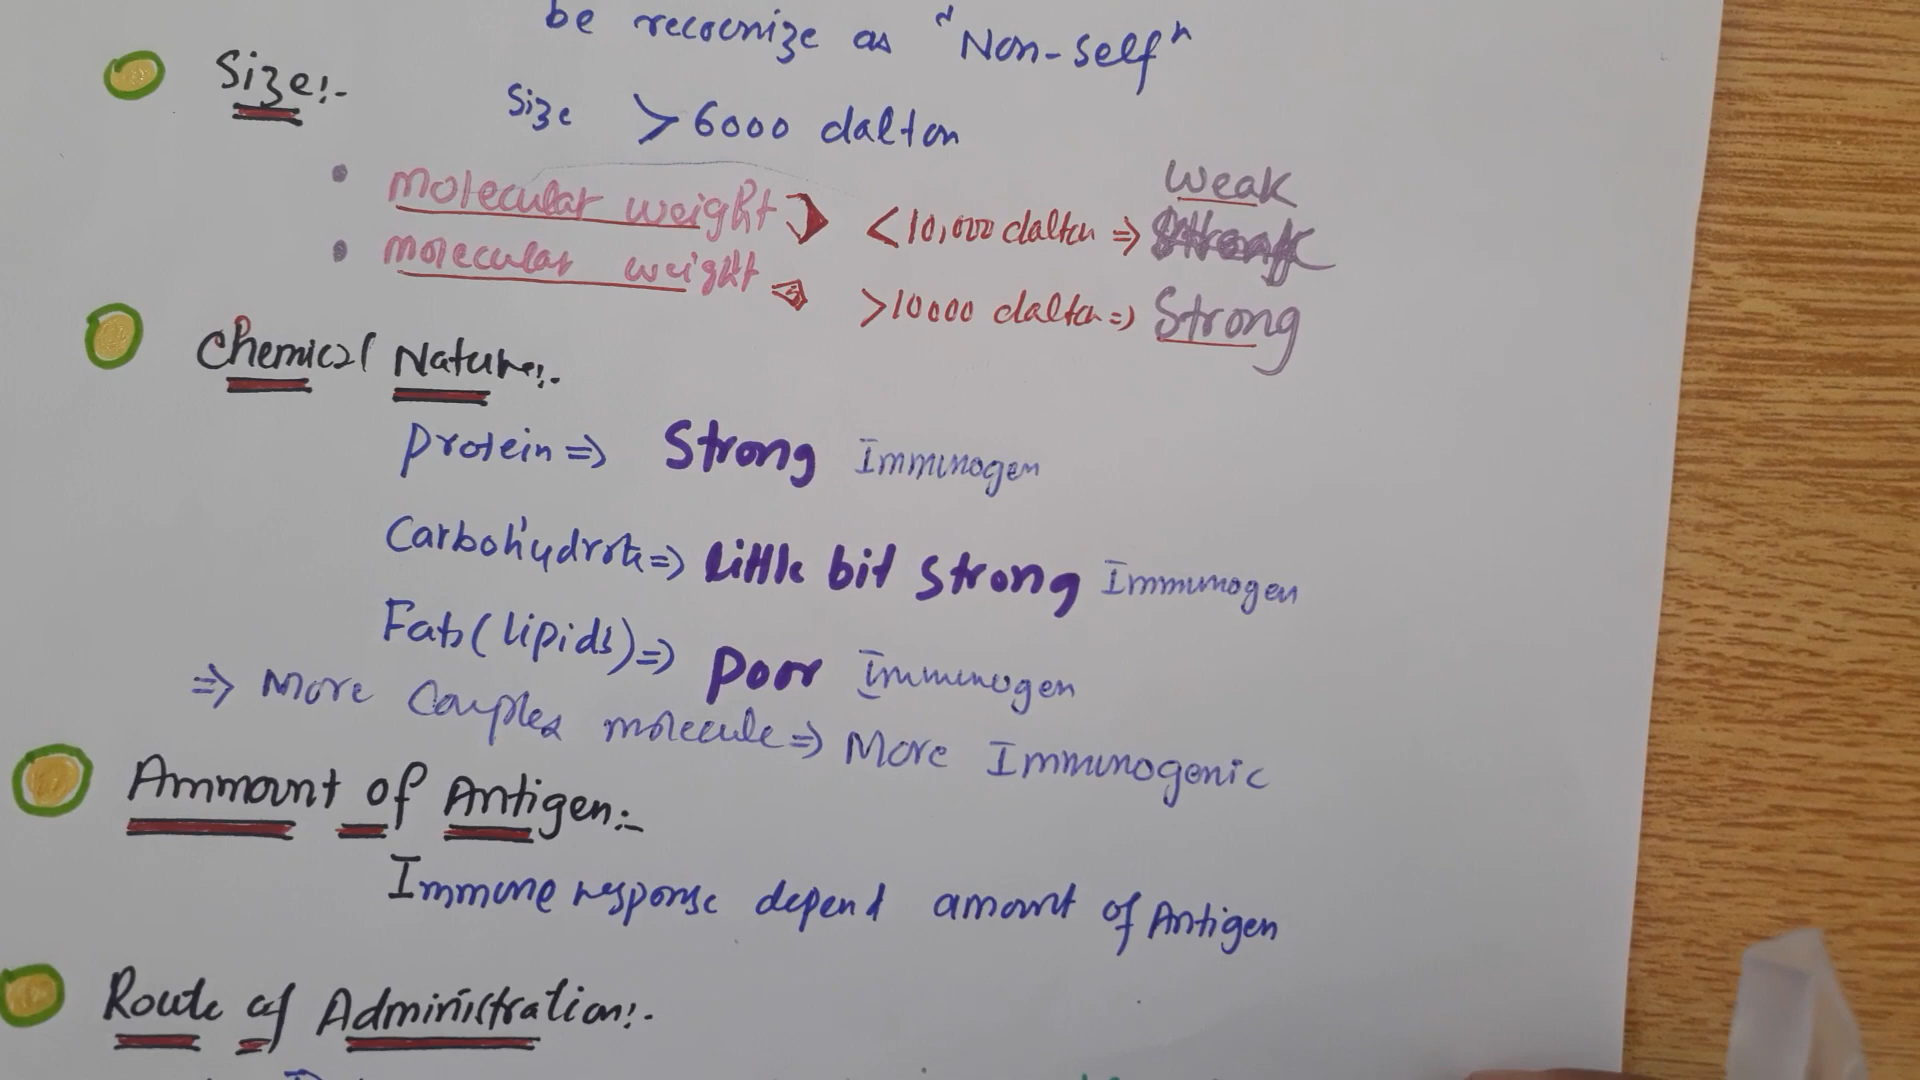 be recocnize as "Non-self"
Size:-
Size >6000 dalton
• molecular weight <10,000 dalton ⇒ weak
• molecular weight >10000 dalton ⇒ Strong
Chemical Nature:-
protein ⇒ Strong Immunogen
Carbohydrate ⇒ little bit strong Immunogen
Fats (lipids) ⇒ poor Immunogen
⇒ More Complex molecule ⇒ More Immunogenic
Ammount of Antigen:-
Immune response depend amount of Antigen
Route of Administration:-